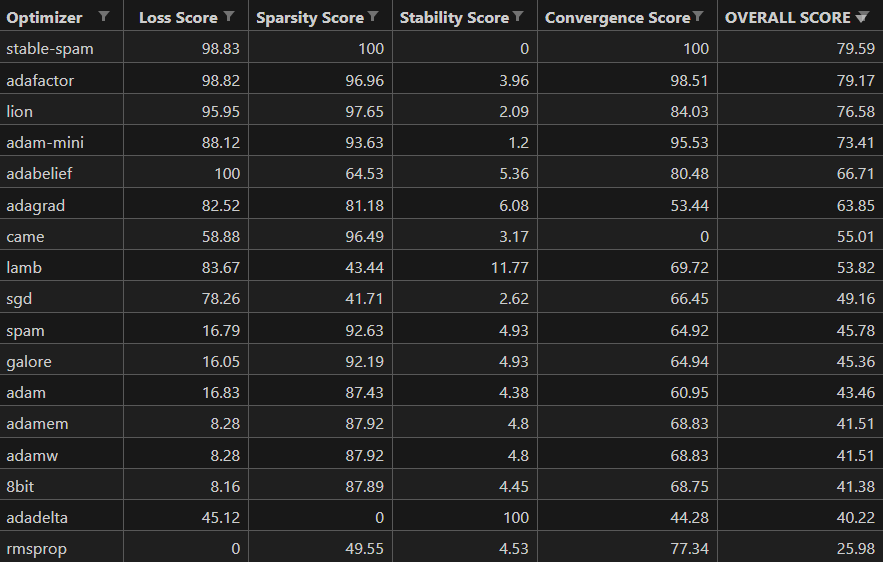 Optimizer Loss Score Sparsity Score Stability Score Convergence Score OVERALL SCORE
stable-spam 98.83 100 0 100 79.59
adafactor 98.82 96.96 3.96 98.51 79.17
lion 95.95 97.65 2.09 84.03 76.58
adam-mini 88.12 93.63 1.2 95.53 73.41
adabelief 100 64.53 5.36 80.48 66.71
adagrad 82.52 81.18 6.08 53.44 63.85
came 58.88 96.49 3.17 0 55.01
lamb 83.67 43.44 11.77 69.72 53.82
sgd 78.26 41.71 2.62 66.45 49.16
spam 16.79 92.63 4.93 64.92 45.78
galore 16.05 92.19 4.93 64.94 45.36
adam 16.83 87.43 4.38 60.95 43.46
adamem 8.28 87.92 4.8 68.83 41.51
adamw 8.28 87.92 4.8 68.83 41.51
8bit 8.16 87.89 4.45 68.75 41.38
adadelta 45.12 0 100 44.28 40.22
rmsprop 0 49.55 4.53 77.34 25.98